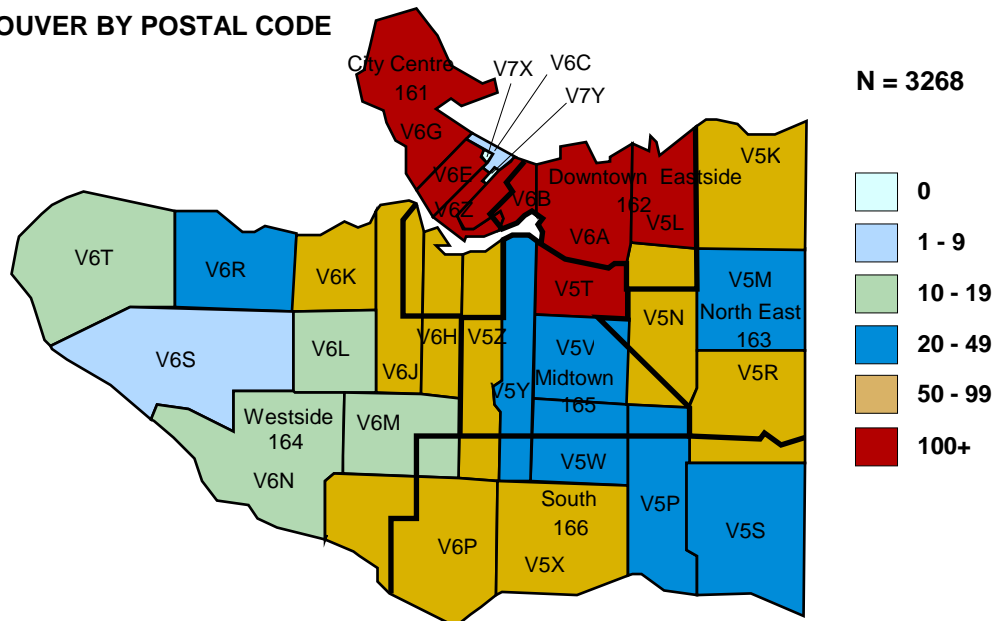 OUVER BY POSTAL CODE
City Centre
161
V7X
V6C
V7Y
N = 3268
V6G
V6E
V6Z
V6B
Downtown Eastside
162
V6A
V5L
V5K
V6T
V6R
V6K
V5T
V5M
North East
163
V6S
V6L
V6J
V6H
V5Z
V5Y
V5V
Midtown
165
V5N
V5R
Westside
164
V6M
V6N
V5W
V5P
V5S
South
166
V6P
V5X
0
1 - 9
10 - 19
20 - 49
50 - 99
100+